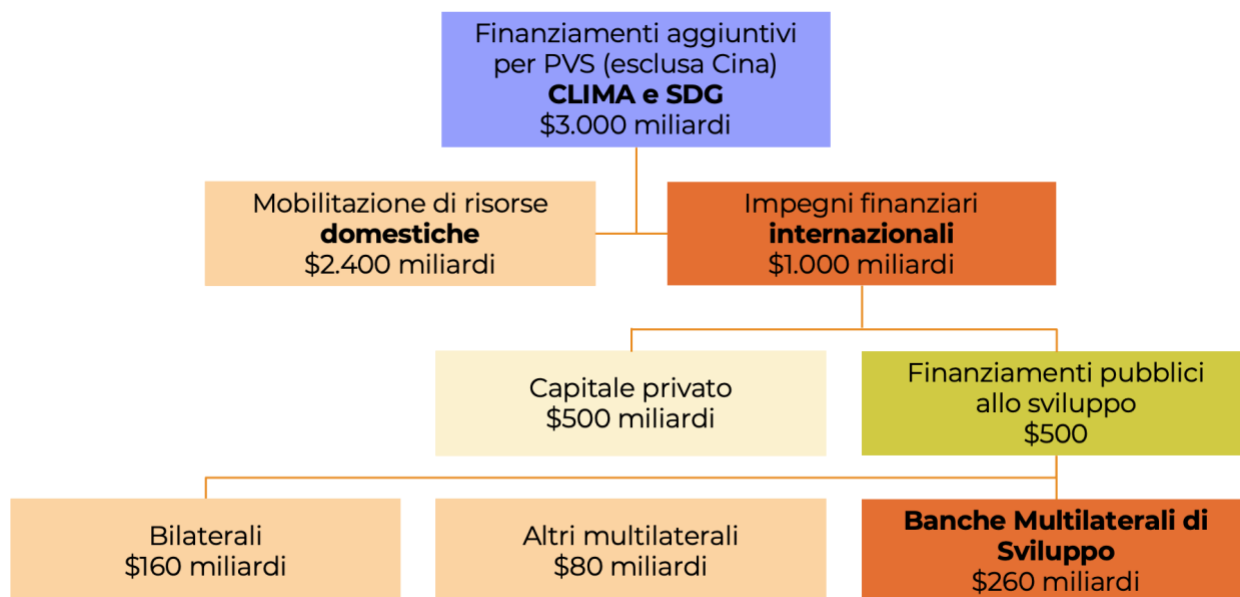 Finanziamenti aggiuntivi
per PVS (esclusa Cina)
CLIMA e SDG
$3.000 miliardi
Mobilitazione di risorse
domestiche
$2.400 miliardi
Impegni finanziari
internazionali
$1.000 miliardi
Capitale privato
$500 miliardi
Finanziamenti pubblici
allo sviluppo
$500
Bilaterali
$160 miliardi
Altri multilaterali
$80 miliardi
Banche Multilaterali di
Sviluppo
$260 miliardi